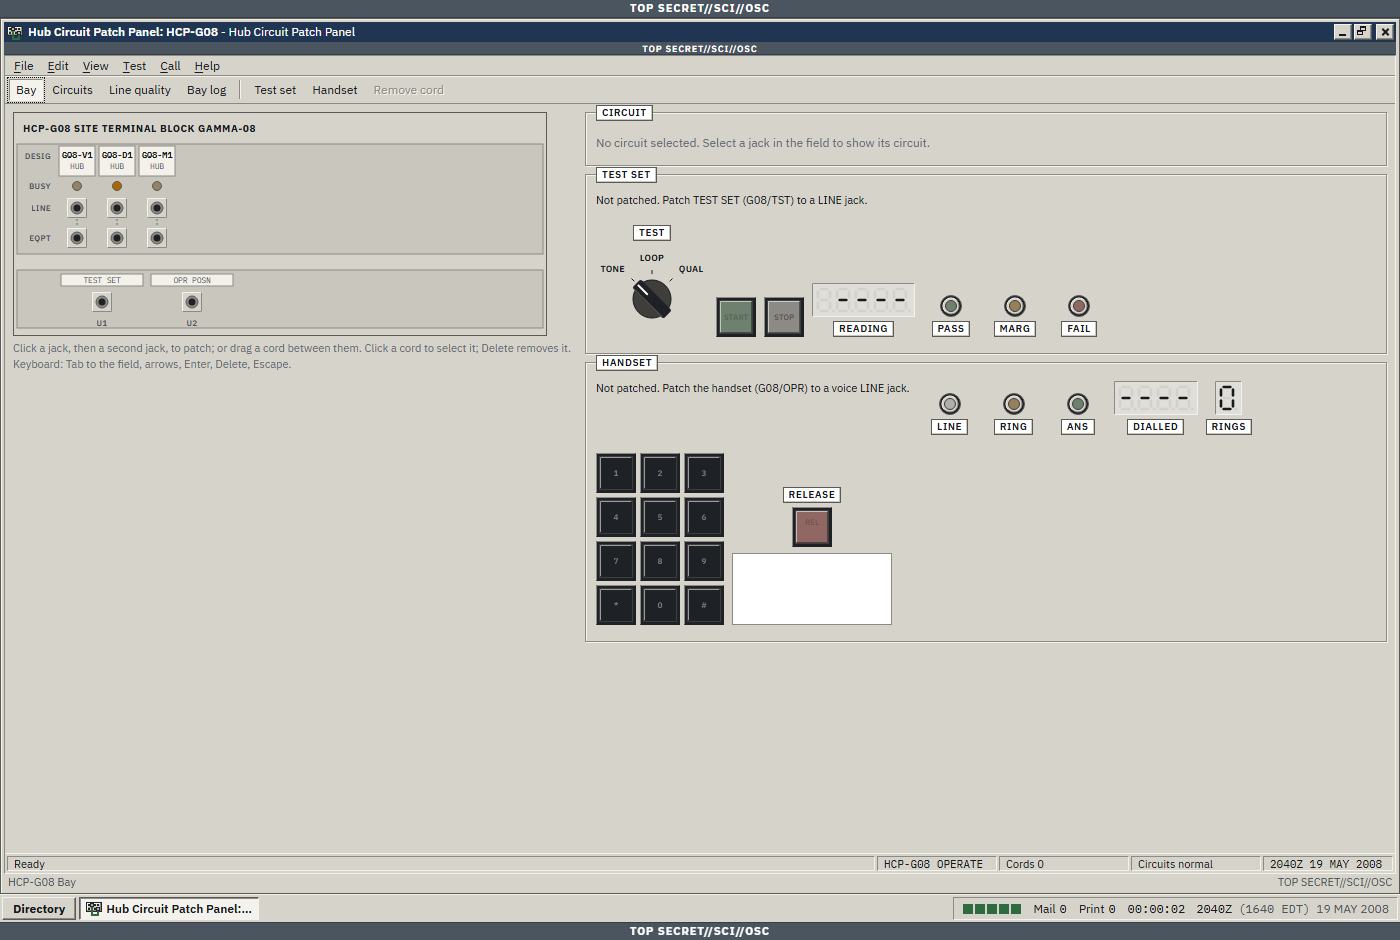 TOP SECRET//SCI//OSC
Hub Circuit Patch Panel: HCP-G08 - Hub Circuit Patch Panel
TOP SECRET//SCI//OSC
File Edit View Test Call Help
Bay Circuits Line quality Bay log Test set Handset Remove cord
HCP-G08 SITE TERMINAL BLOCK GAMMA-08
DESIG G08-V1 G08-D1 G08-M1
HUB HUB HUB
BUSY
LINE
EQPT
TEST SET OPR POSN
U1 U2
Click a jack, then a second jack, to patch; or drag a cord between them. Click a cord to select it; Delete removes it.
Keyboard: Tab to the field, arrows, Enter, Delete, Escape.
CIRCUIT
No circuit selected. Select a jack in the field to show its circuit.
TEST SET
Not patched. Patch TEST SET (G08/TST) to a LINE jack.
TEST
LOOP
TONE QUAL
START STOP
- - - -
READING PASS MARG FAIL
HANDSET
Not patched. Patch the handset (G08/OPR) to a voice LINE jack.
- - - - 0
LINE RING ANS DIALLED RINGS
1 2 3
4 5 6
7 8 9
* 0 #
RELEASE
REL
Ready HCP-G08 OPERATE Cords 0 Circuits normal 2040Z 19 MAY 2008
HCP-G08 Bay TOP SECRET//SCI//OSC
Directory Hub Circuit Patch Panel:... Mail 0 Print 0 00:00:02 2040Z (1640 EDT) 19 MAY 2008
TOP SECRET//SCI//OSC